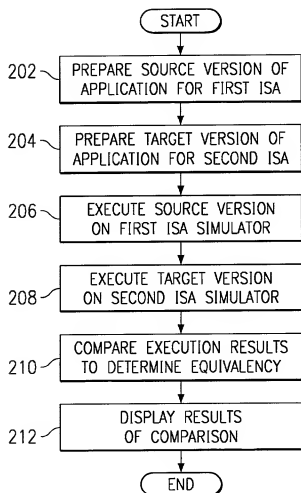 START
202
PREPARE SOURCE VERSION OF
APPLICATION FOR FIRST ISA
204
PREPARE TARGET VERSION OF
APPLICATION FOR SECOND ISA
206
EXECUTE SOURCE VERSION
ON FIRST ISA SIMULATOR
208
EXECUTE TARGET VERSION
ON SECOND ISA SIMULATOR
210
COMPARE EXECUTION RESULTS
TO DETERMINE EQUIVALENCY
212
DISPLAY RESULTS
OF COMPARISON
END